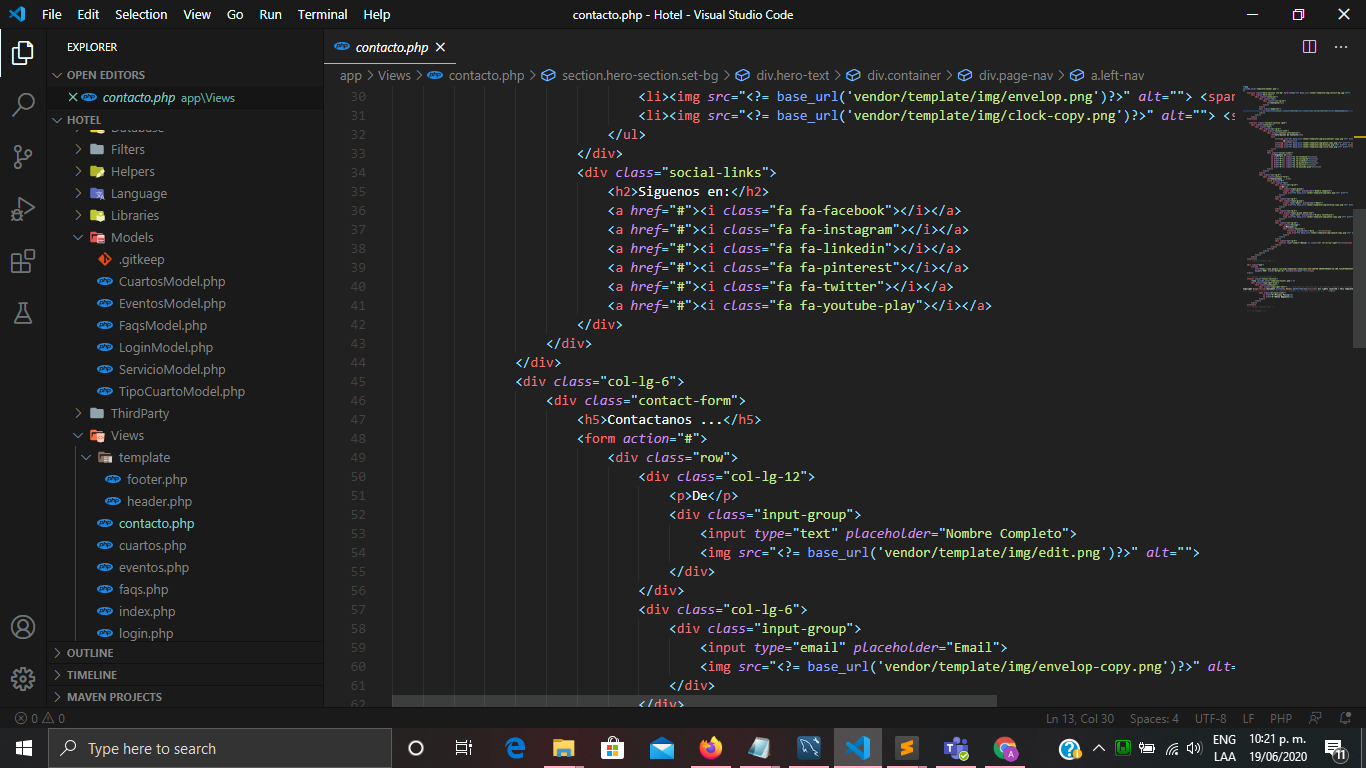 File Edit Selection View Go Run Terminal Help
contacto.php - Hotel - Visual Studio Code
EXPLORER
OPEN EDITORS
contacto.php app\Views
HOTEL
Database
Filters
Helpers
Language
Libraries
Models
.gitkeep
CuartosModel.php
EventosModel.php
FaqsModel.php
LoginModel.php
ServicioModel.php
TipoCuartoModel.php
ThirdParty
Views
template
footer.php
header.php
contacto.php
cuartos.php
eventos.php
faqs.php
index.php
login.php
OUTLINE
TIMELINE
MAVEN PROJECTS
contacto.php
app > Views > contacto.php > section.hero-section.set-bg > div.hero-text > div.container > div.page-nav > a.left-nav
30 <li><img src="<?= base_url('vendor/template/img/envelop.png')?>" alt=""> <span
31 <li><img src="<?= base_url('vendor/template/img/clock-copy.png')?>" alt=""> <s
32 </ul>
33 </div>
34 <div class="social-links">
35 <h2>Siguenos en:</h2>
36 <a href="#"><i class="fa fa-facebook"></i></a>
37 <a href="#"><i class="fa fa-instagram"></i></a>
38 <a href="#"><i class="fa fa-linkedin"></i></a>
39 <a href="#"><i class="fa fa-pinterest"></i></a>
40 <a href="#"><i class="fa fa-twitter"></i></a>
41 <a href="#"><i class="fa fa-youtube-play"></i></a>
42 </div>
43 </div>
44 </div>
45 <div class="col-lg-6">
46 <div class="contact-form">
47 <h5>Contactanos ...</h5>
48 <form action="#">
49 <div class="row">
50 <div class="col-lg-12">
51 <p>De</p>
52 <div class="input-group">
53 <input type="text" placeholder="Nombre Completo">
54 <img src="<?= base_url('vendor/template/img/edit.png')?>" alt="">
55 </div>
56 </div>
57 <div class="col-lg-6">
58 <div class="input-group">
59 <input type="email" placeholder="Email">
60 <img src="<?= base_url('vendor/template/img/envelop-copy.png')?>" alt=
61 </div>
62 </div>
0 0
Ln 13, Col 30 Spaces: 4 UTF-8 LF PHP
Type here to search
ENG 10:21 p. m.
LAA 19/06/2020
11